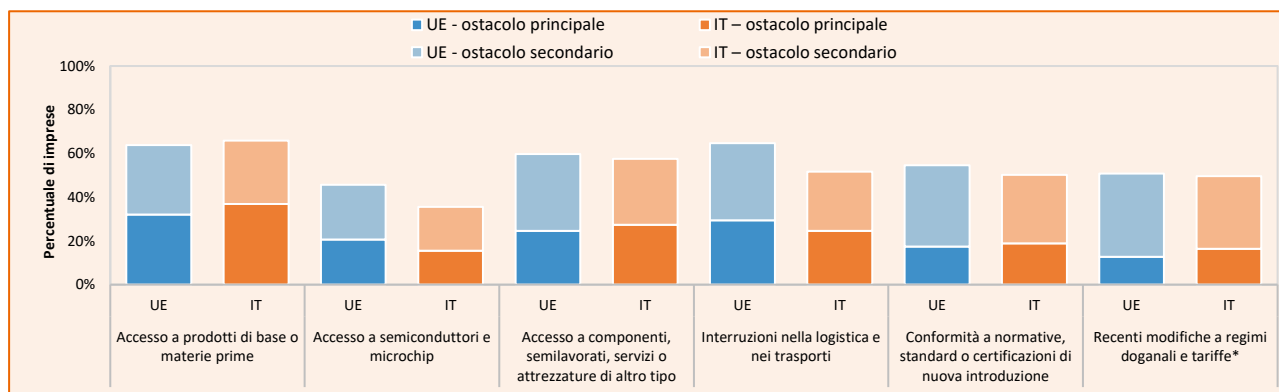 UE - ostacolo principale
IT – ostacolo principale
UE - ostacolo secondario
IT – ostacolo secondario
Percentuale di imprese
100%
80%
60%
40%
20%
0%
UE IT UE IT UE IT UE IT UE IT UE IT
Accesso a prodotti di base o
materie prime
Accesso a semiconduttori e
microchip
Accesso a componenti,
semilavorati, servizi o
attrezzature di altro tipo
Interruzioni nella logistica e
nei trasporti
Conformità a normative,
standard o certificazioni di
nuova introduzione
Recenti modifiche a regimi
doganali e tariffe*